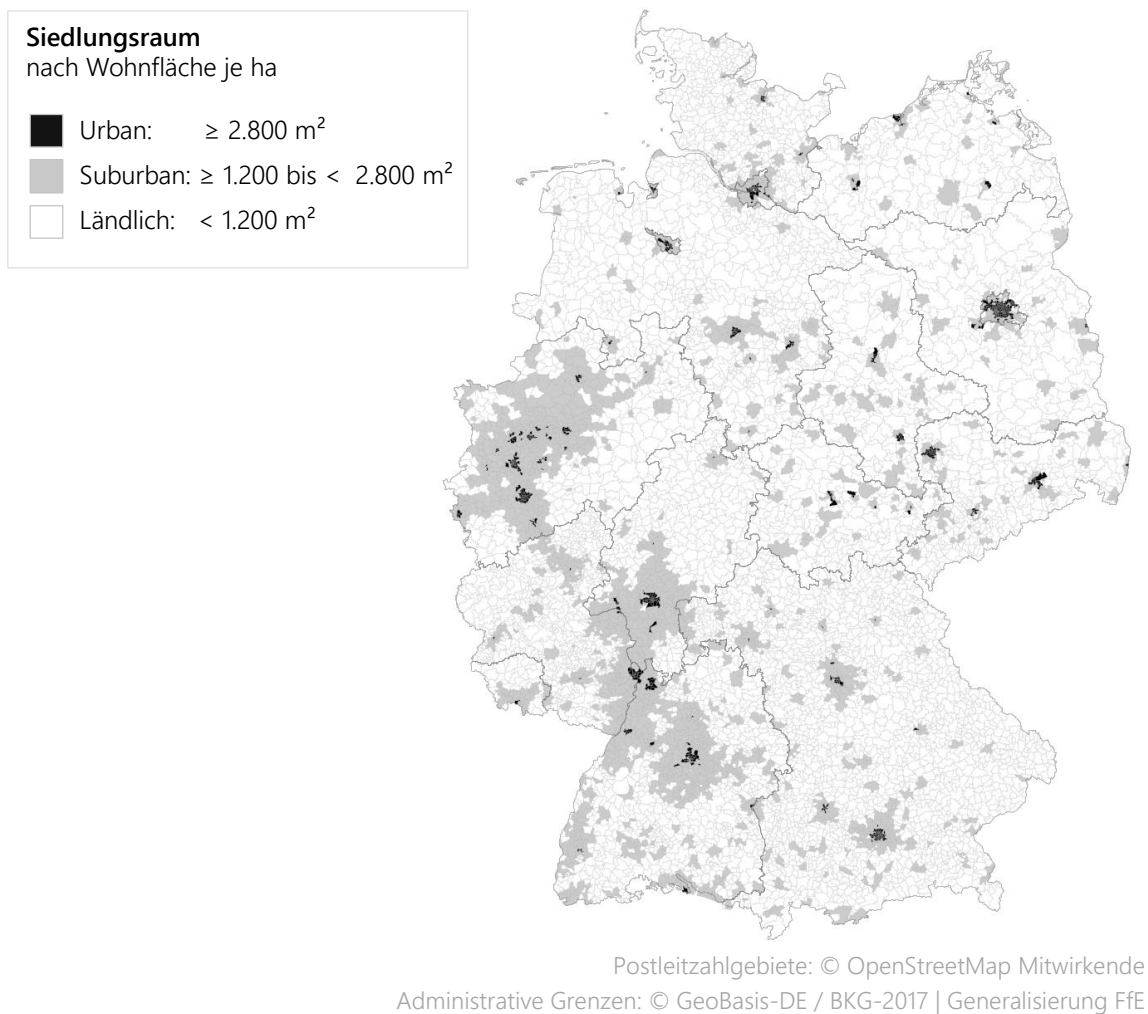 Siedlungsraum
nach Wohnfläche je ha
Urban: ≥ 2.800 m²
Suburban: ≥ 1.200 bis < 2.800 m²
Ländlich: < 1.200 m²
Postleitzahlgebiete: © OpenStreetMap Mitwirkende
Administrative Grenzen: © GeoBasis-DE / BKG-2017 | Generalisierung FfE